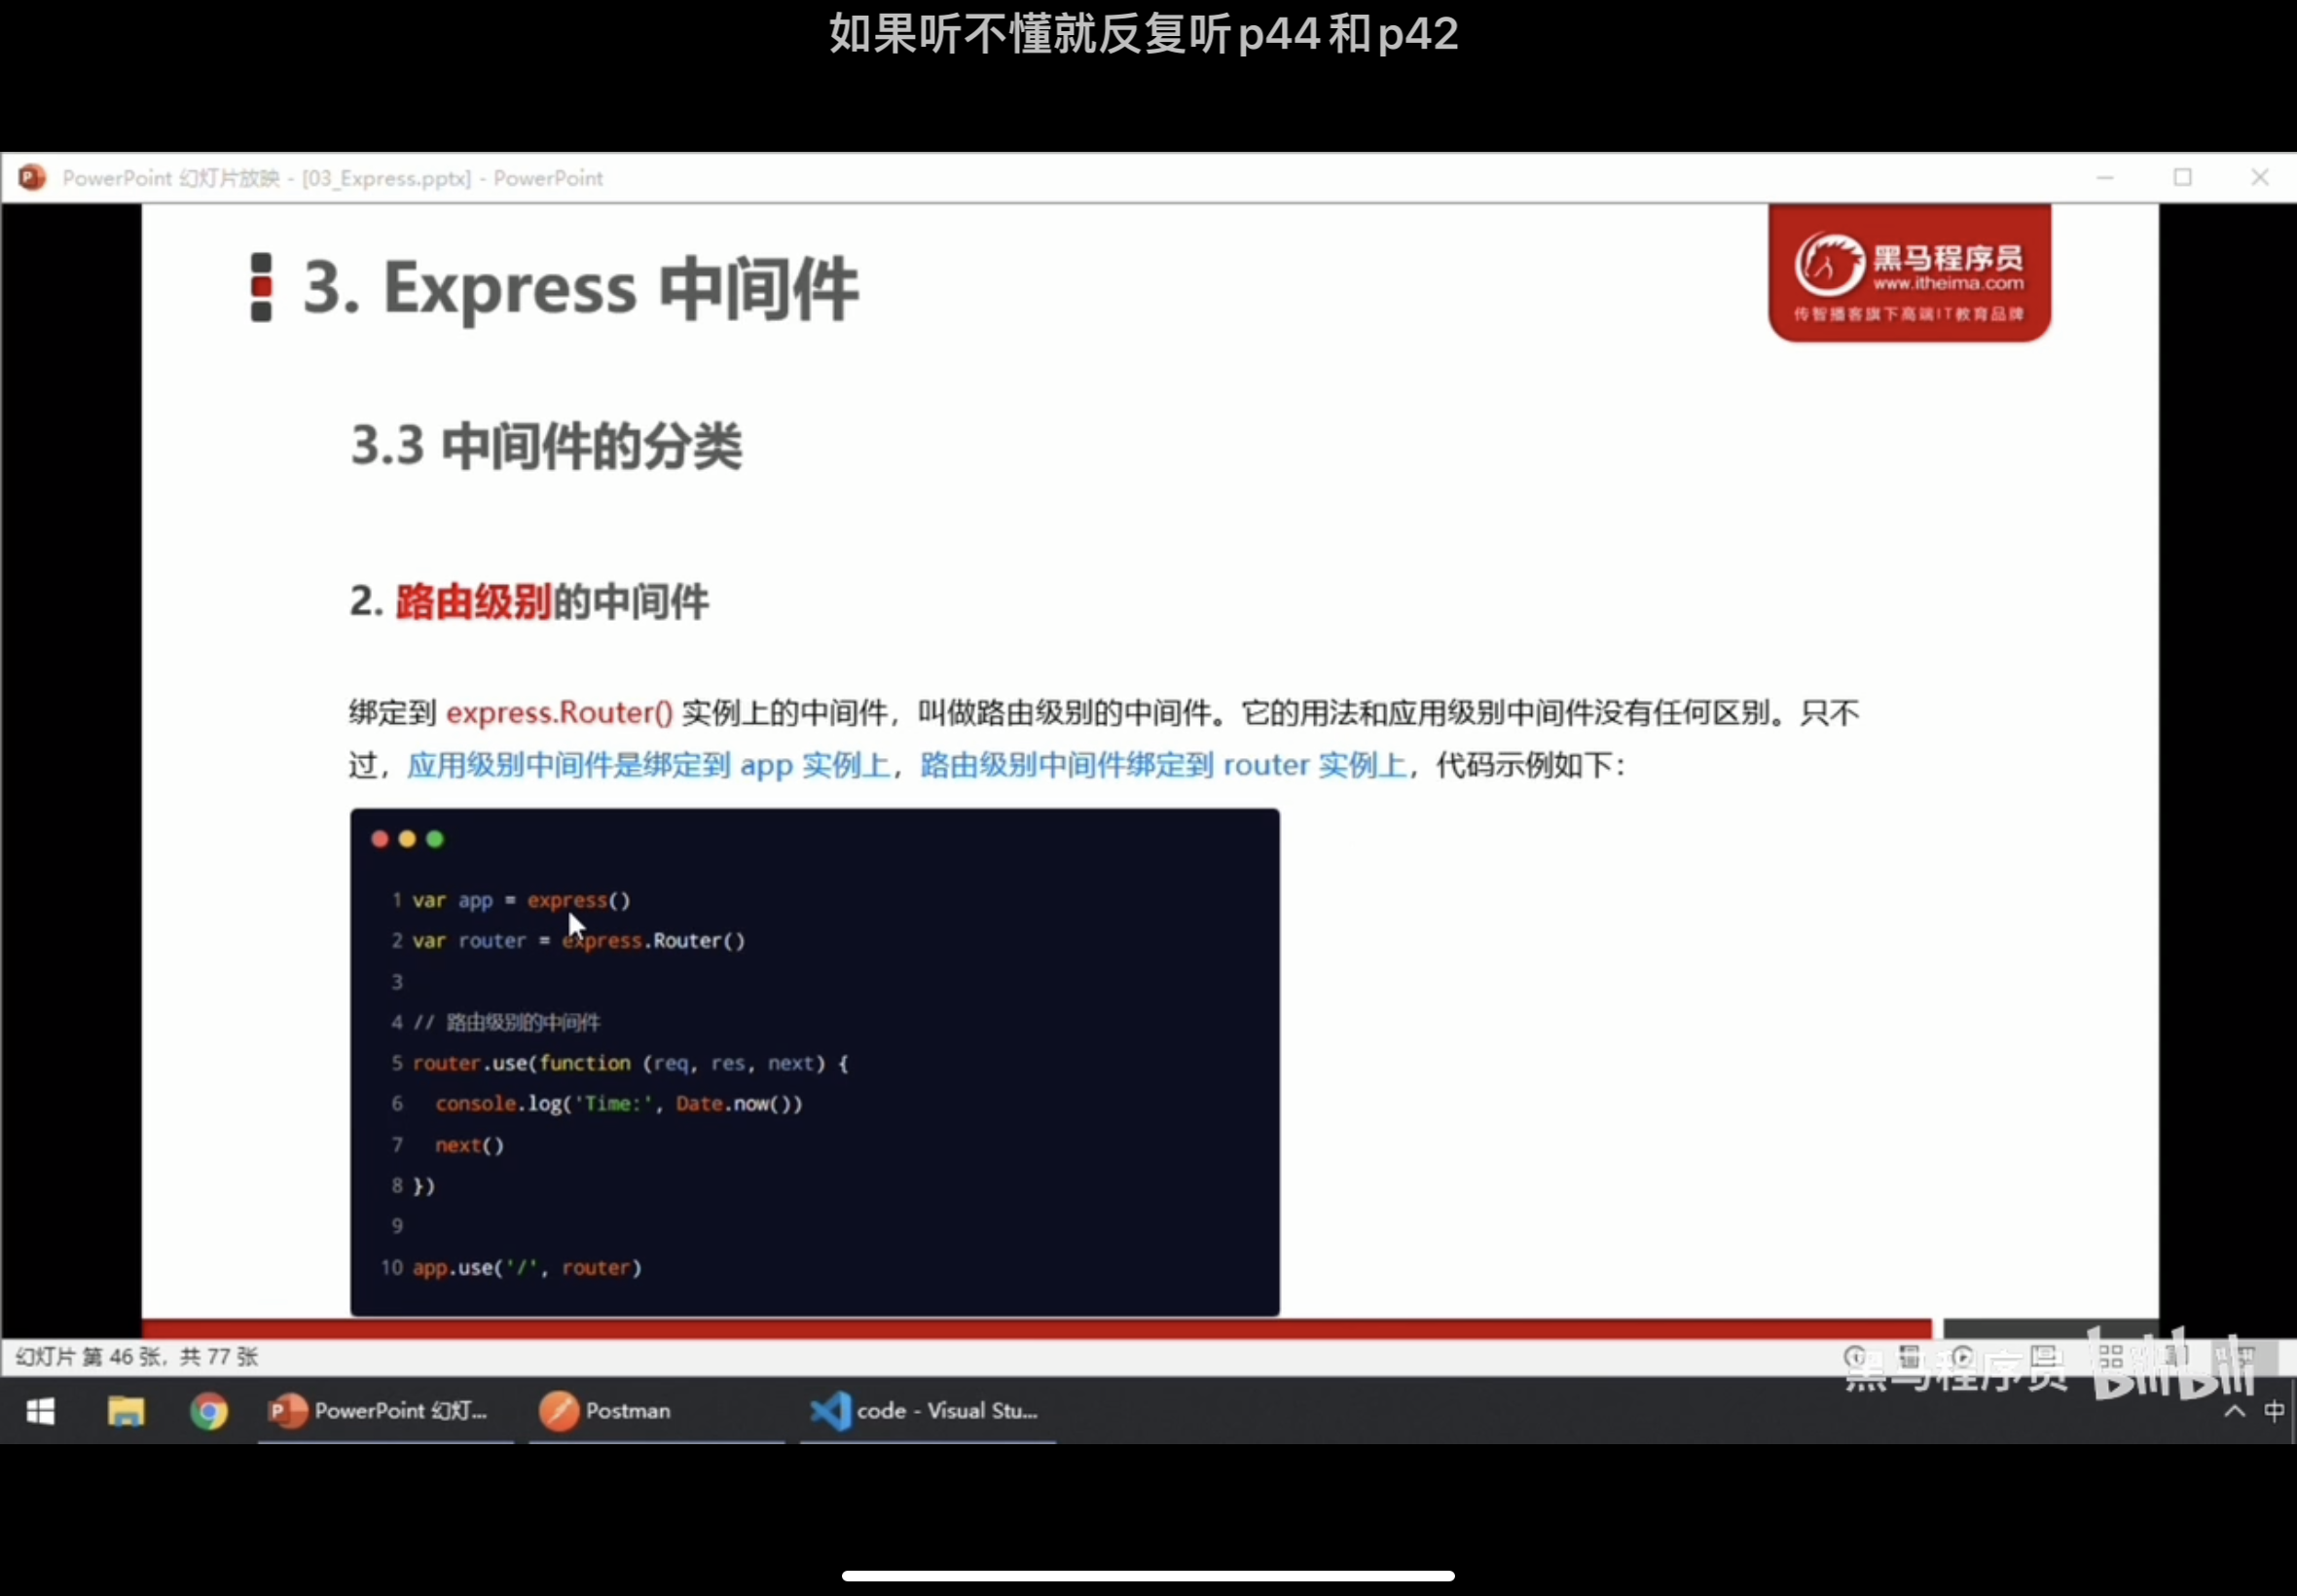 如果听不懂就反复听p44和p42
PowerPoint 幻灯片放映 - [03_Express.pptx] - PowerPoint
3. Express 中间件
黑马程序员
www.itheima.com
传智播客旗下高端IT教育品牌
3.3 中间件的分类
2. 路由级别的中间件
绑定到 express.Router() 实例上的中间件，叫做路由级别的中间件。它的用法和应用级别中间件没有任何区别。只不
过，应用级别中间件是绑定到 app 实例上，路由级别中间件绑定到 router 实例上，代码示例如下：
1 var app = express()
2 var router = express.Router()
3
4 // 路由级别的中间件
5 router.use(function (req, res, next) {
6   console.log('Time:', Date.now())
7   next()
8 })
9
10 app.use('/', router)
幻灯片 第 46 张，共 77 张
黑马程序员 bilibili
PowerPoint 幻灯... Postman code - Visual Stu... 中